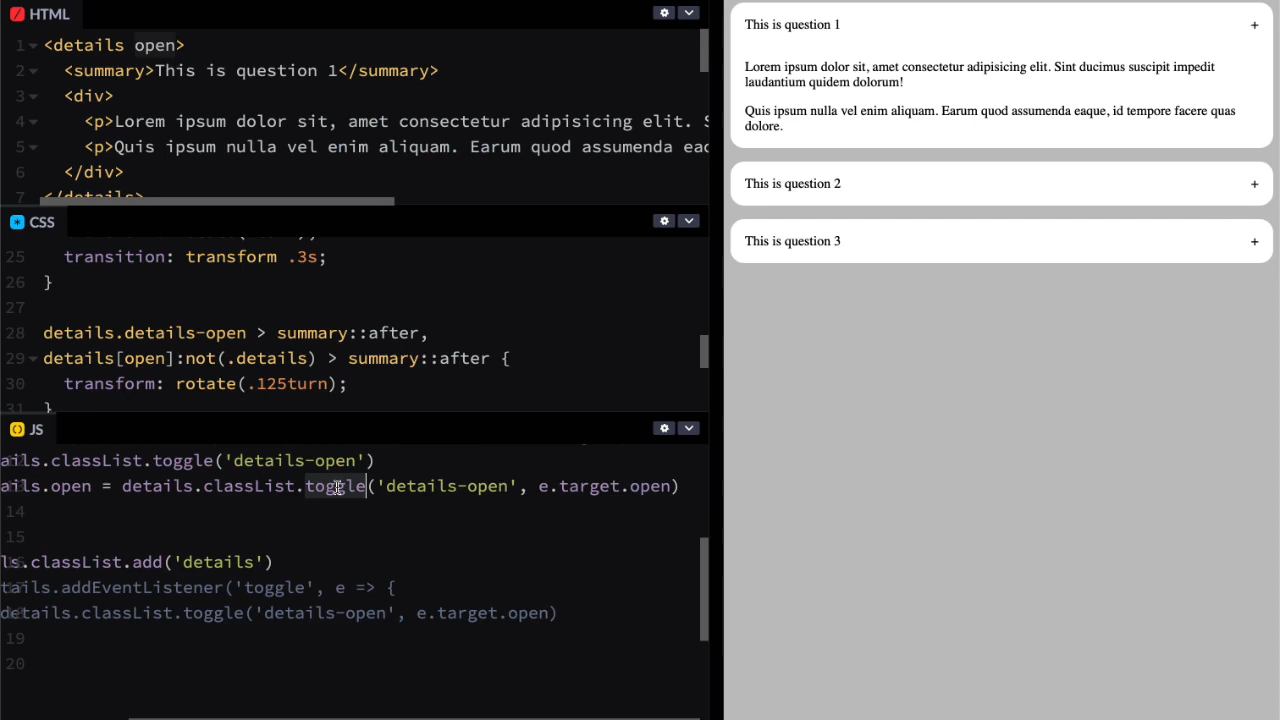 HTML
1 <details open>
2 <summary>This is question 1</summary>
3 <div>
4 <p>Lorem ipsum dolor sit, amet consectetur adipisicing elit. S
5 <p>Quis ipsum nulla vel enim aliquam. Earum quod assumenda eac
6 </div>
7 </details>
CSS
25 transition: transform .3s;
26 }
27
28 details.details-open > summary::after,
29 details[open]:not(.details) > summary::after {
30 transform: rotate(.125turn);
31 }
JS
ails.classList.toggle('details-open')
ails.open = details.classList.toggle('details-open', e.target.open)
14
15
ls.classList.add('details')
tails.addEventListener('toggle', e => {
details.classList.toggle('details-open', e.target.open)
19
20
This is question 1 +
Lorem ipsum dolor sit, amet consectetur adipisicing elit. Sint ducimus suscipit impedit
laudantium quidem dolorum!
Quis ipsum nulla vel enim aliquam. Earum quod assumenda eaque, id tempore facere quas
dolore.
This is question 2 +
This is question 3 +